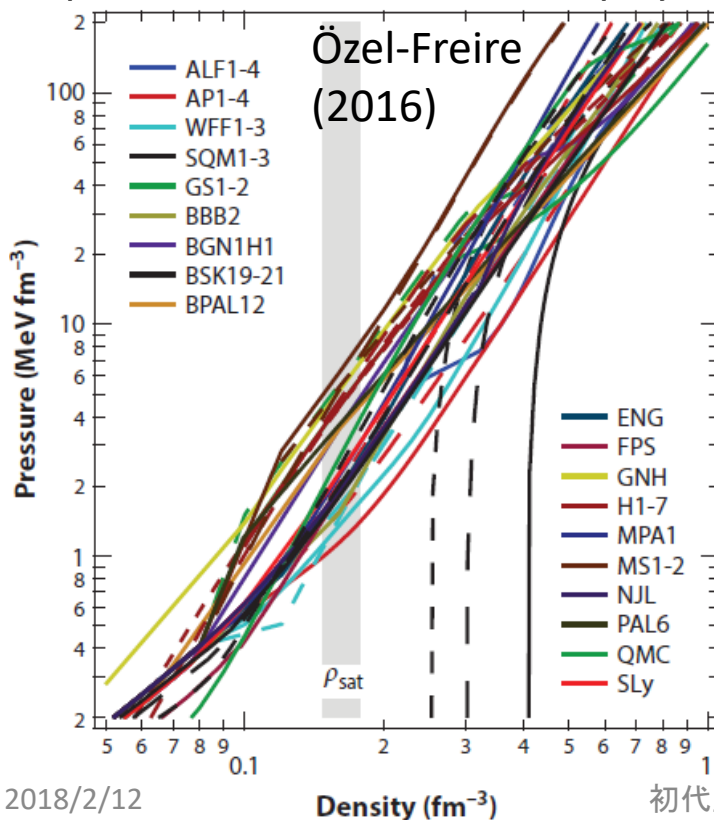 Özel-Freire
(2016)
ALF1-4
AP1-4
WFF1-3
SQM1-3
GS1-2
BBB2
BGN1H1
BSK19-21
BPAL12
ENG
FPS
GNH
H1-7
MPA1
MS1-2
NJL
PAL6
QMC
SLy
Pressure (MeV fm⁻³)
2
100
8
6
4
2
10
8
6
4
2
1
8
6
4
2
ρsat
5 6 7 8 9 0.1 2 3 4 5 6 7 8 9 1
Density (fm⁻³)
2018/2/12
初代